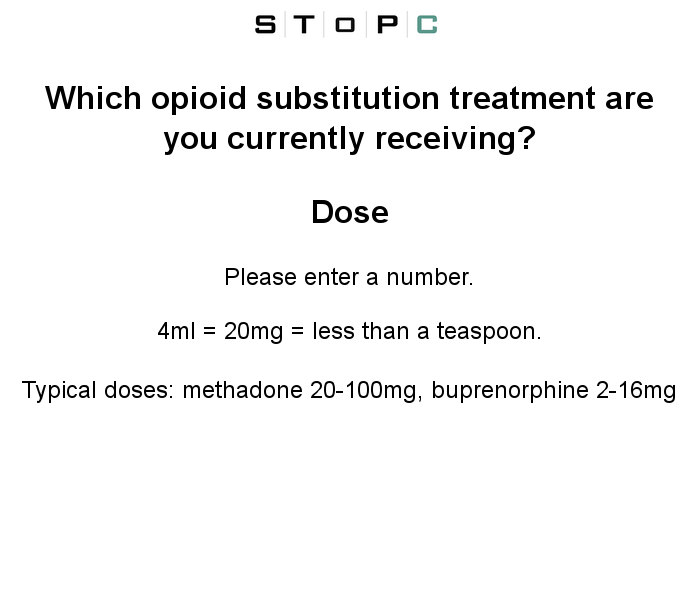 STOPC
Which opioid substitution treatment are
you currently receiving?
Dose
Please enter a number.
4ml = 20mg = less than a teaspoon.
Typical doses: methadone 20-100mg, buprenorphine 2-16mg